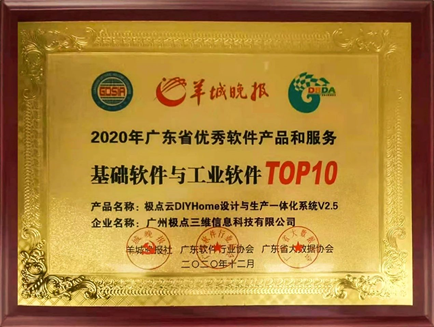 GDSIA 羊城晚报 DBDA
2020年广东省优秀软件产品和服务
基础软件与工业软件TOP10
产品名称：极点云DIYHome设计与生产一体化系统V2.5
企业名称：广州极点三维信息科技有限公司
羊城晚报社 广东软件行业协会 广东省大数据协会
二〇二〇年十二月